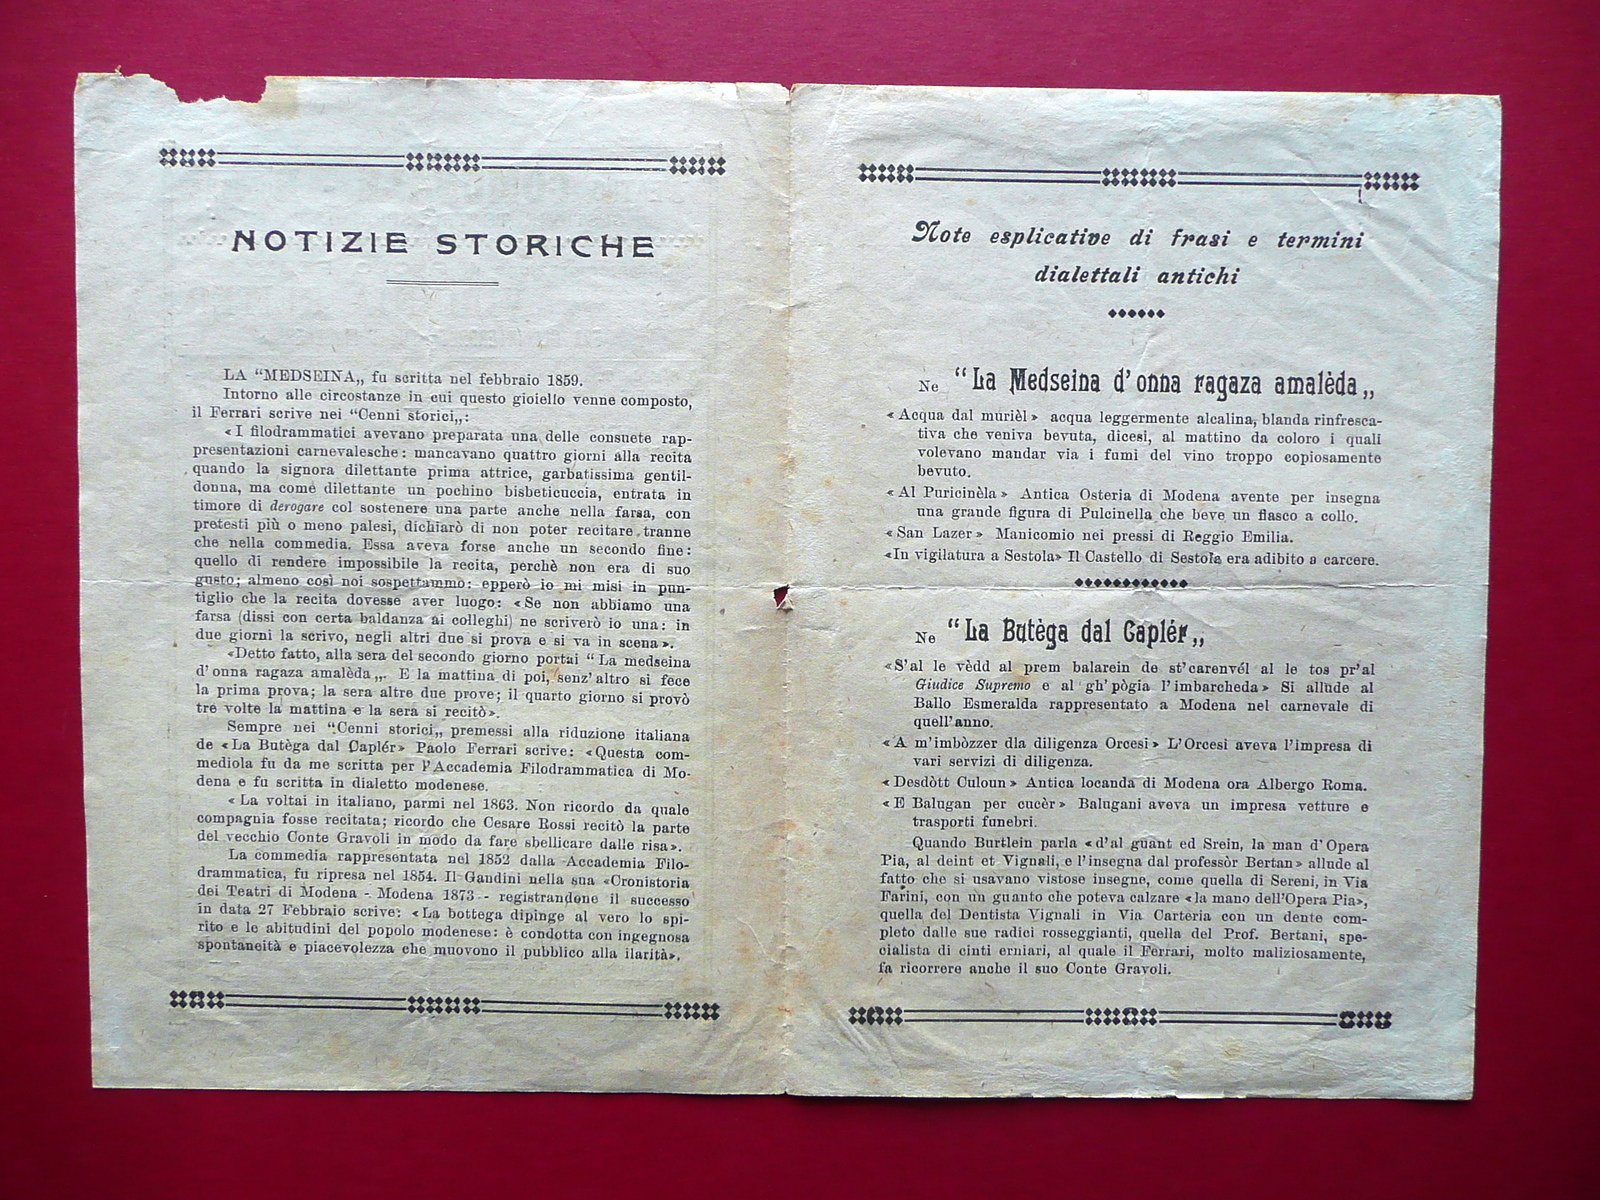 NOTIZIE STORICHE
LA "MEDSEINA„ fu scritta nel febbraio 1859.
Intorno alle circostanze in cui questo gioiello venne composto,
il Ferrari scrive nei "Cenni storici„:
«I filodrammatici avevano preparata una delle consuete rap-
presentazioni carnevalesche: mancavano quattro giorni alla recita
quando la signora dilettante prima attrice, garbatissima gentil-
donna, ma come dilettante un pochino bisbeticuccia, entrata in
timore di derogare col sostenere una parte anche nella farsa, con
pretesti più o meno palesi, dichiarò di non poter recitare tranne
che nella commedia. Essa aveva forse anche un secondo fine:
quello di rendere impossibile la recita, perchè non era di suo
gusto; almeno così noi sospettammo: epperò io mi misi in pun-
tiglio che la recita dovesse aver luogo: «Se non abbiamo una
farsa (dissi con certa baldanza ai colleghi) ne scriverò io una: in
due giorni la scrivo, negli altri due si prova e si va in scena».
«Detto fatto, alla sera del secondo giorno portai "La medseina
d'onna ragaza amalèda„. E la mattina di poi, senz'altro si fece
la prima prova; la sera altre due prove; il quarto giorno si provò
tre volte la mattina e la sera si recitò».
Sempre nei "Cenni storici„ premessi alla riduzione italiana
de «La Butèga dal Caplér» Paolo Ferrari scrive: «Questa com-
mediola fu da me scritta per l'Accademia Filodrammatica di Mo-
dena e fu scritta in dialetto modenese.
«La voltai in italiano, parmi nel 1863. Non ricordo da quale
compagnia fosse recitata; ricordo che Cesare Rossi recitò la parte
del vecchio Conte Gravoli in modo da fare sbellicare dalle risa».
La commedia rappresentata nel 1852 dalla Accademia Filo-
drammatica, fu ripresa nel 1854. Il Gandini nella sua «Cronistoria
dei Teatri di Modena - Modena 1873 - registrandone il successo
in data 27 Febbraio scrive: «La bottega dipinge al vero lo spi-
rito e le abitudini del popolo modenese: è condotta con ingegnosa
spontaneità e piacevolezza che muovono il pubblico alla ilarità».
Note esplicative di frasi e termini
dialettali antichi
Ne "La Medseina d'onna ragaza amalèda„
«Acqua dal murièl» acqua leggermente alcalina, blanda rinfresca-
tiva che veniva bevuta, dicesi, al mattino da coloro i quali
volevano mandar via i fumi del vino troppo copiosamente
bevuto.
«Al Puricinèla» Antica Osteria di Modena avente per insegna
una grande figura di Pulcinella che beve un fiasco a collo.
«San Lazer» Manicomio nei pressi di Reggio Emilia.
«In vigilatura a Sestola» Il Castello di Sestola era adibito a carcere.
Ne "La Butèga dal Caplér„
«S'al le vèdd al prem balarein de st'carenvél al le tos pr'al
Giudice Supremo e al gh'pògia l'imbarcheda» Si allude al
Ballo Esmeralda rappresentato a Modena nel carnevale di
quell'anno.
«A m'imbòzzer dla diligenza Orcesi» L'Orcesi aveva l'impresa di
vari servizi di diligenza.
«Desdòtt Culoun» Antica locanda di Modena ora Albergo Roma.
«E Balugan per cucèr» Balugani aveva un impresa vetture e
trasporti funebri.
Quando Burtlein parla «d'al guant ed Srein, la man d'Opera
Pia, al deint et Vignali, e l'insegna dal professòr Bertan» allude al
fatto che si usavano vistose insegne, come quella di Sereni, in Via
Farini, con un guanto che poteva calzare «la mano dell'Opera Pia»,
quella del Dentista Vignali in Via Carteria con un dente com-
pleto dalle sue radici rosseggianti, quella del Prof. Bertani, spe-
cialista di cinti erniari, al quale il Ferrari, molto maliziosamente,
fa ricorrere anche il suo Conte Gravoli.